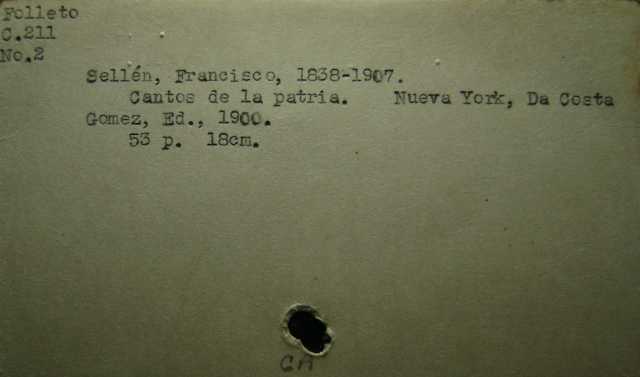 Folleto
C.211
No.2
Sellén, Francisco, 1838-1907.
Cantos de la patria. Nueva York, Da Costa
Gomez, Ed., 1900.
53 p. 18cm.
CA